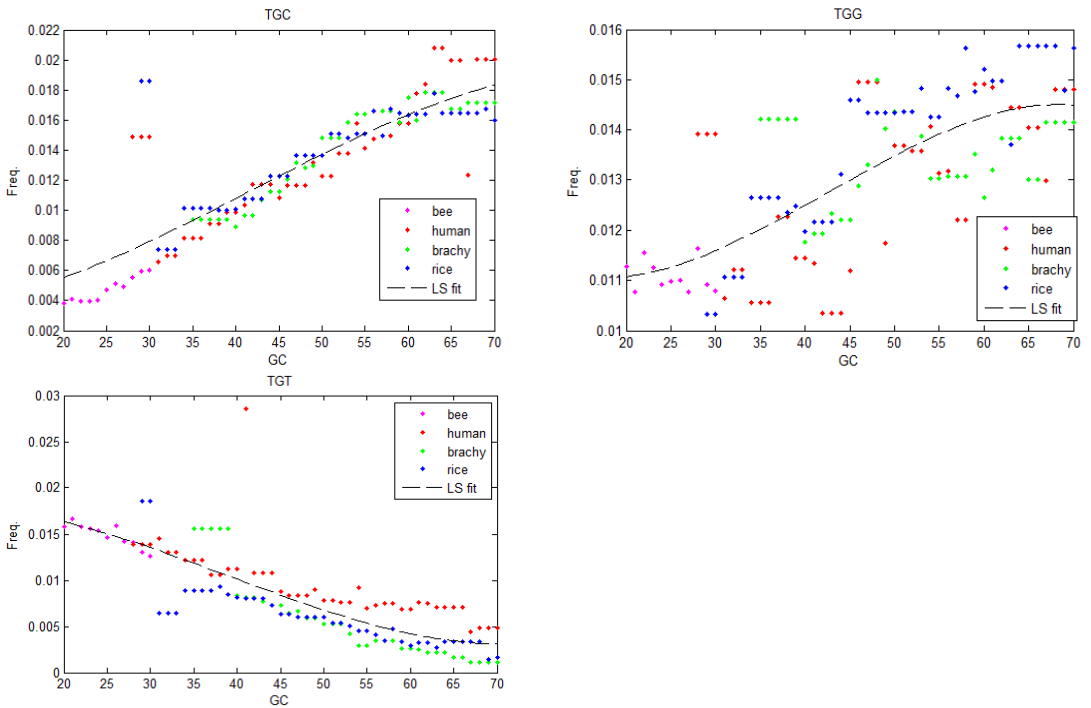 TGC
Freq.
0.022
0.02
0.018
0.016
0.014
0.012
0.01
0.008
0.006
0.004
0.002
20 25 30 35 40 45 50 55 60 65 70
GC
bee
human
brachy
rice
LS fit
TGG
Freq.
0.016
0.015
0.014
0.013
0.012
0.011
0.01
20 25 30 35 40 45 50 55 60 65 70
GC
bee
human
brachy
rice
LS fit
TGT
Freq.
0.03
0.025
0.02
0.015
0.01
0.005
0
20 25 30 35 40 45 50 55 60 65 70
GC
bee
human
brachy
rice
LS fit